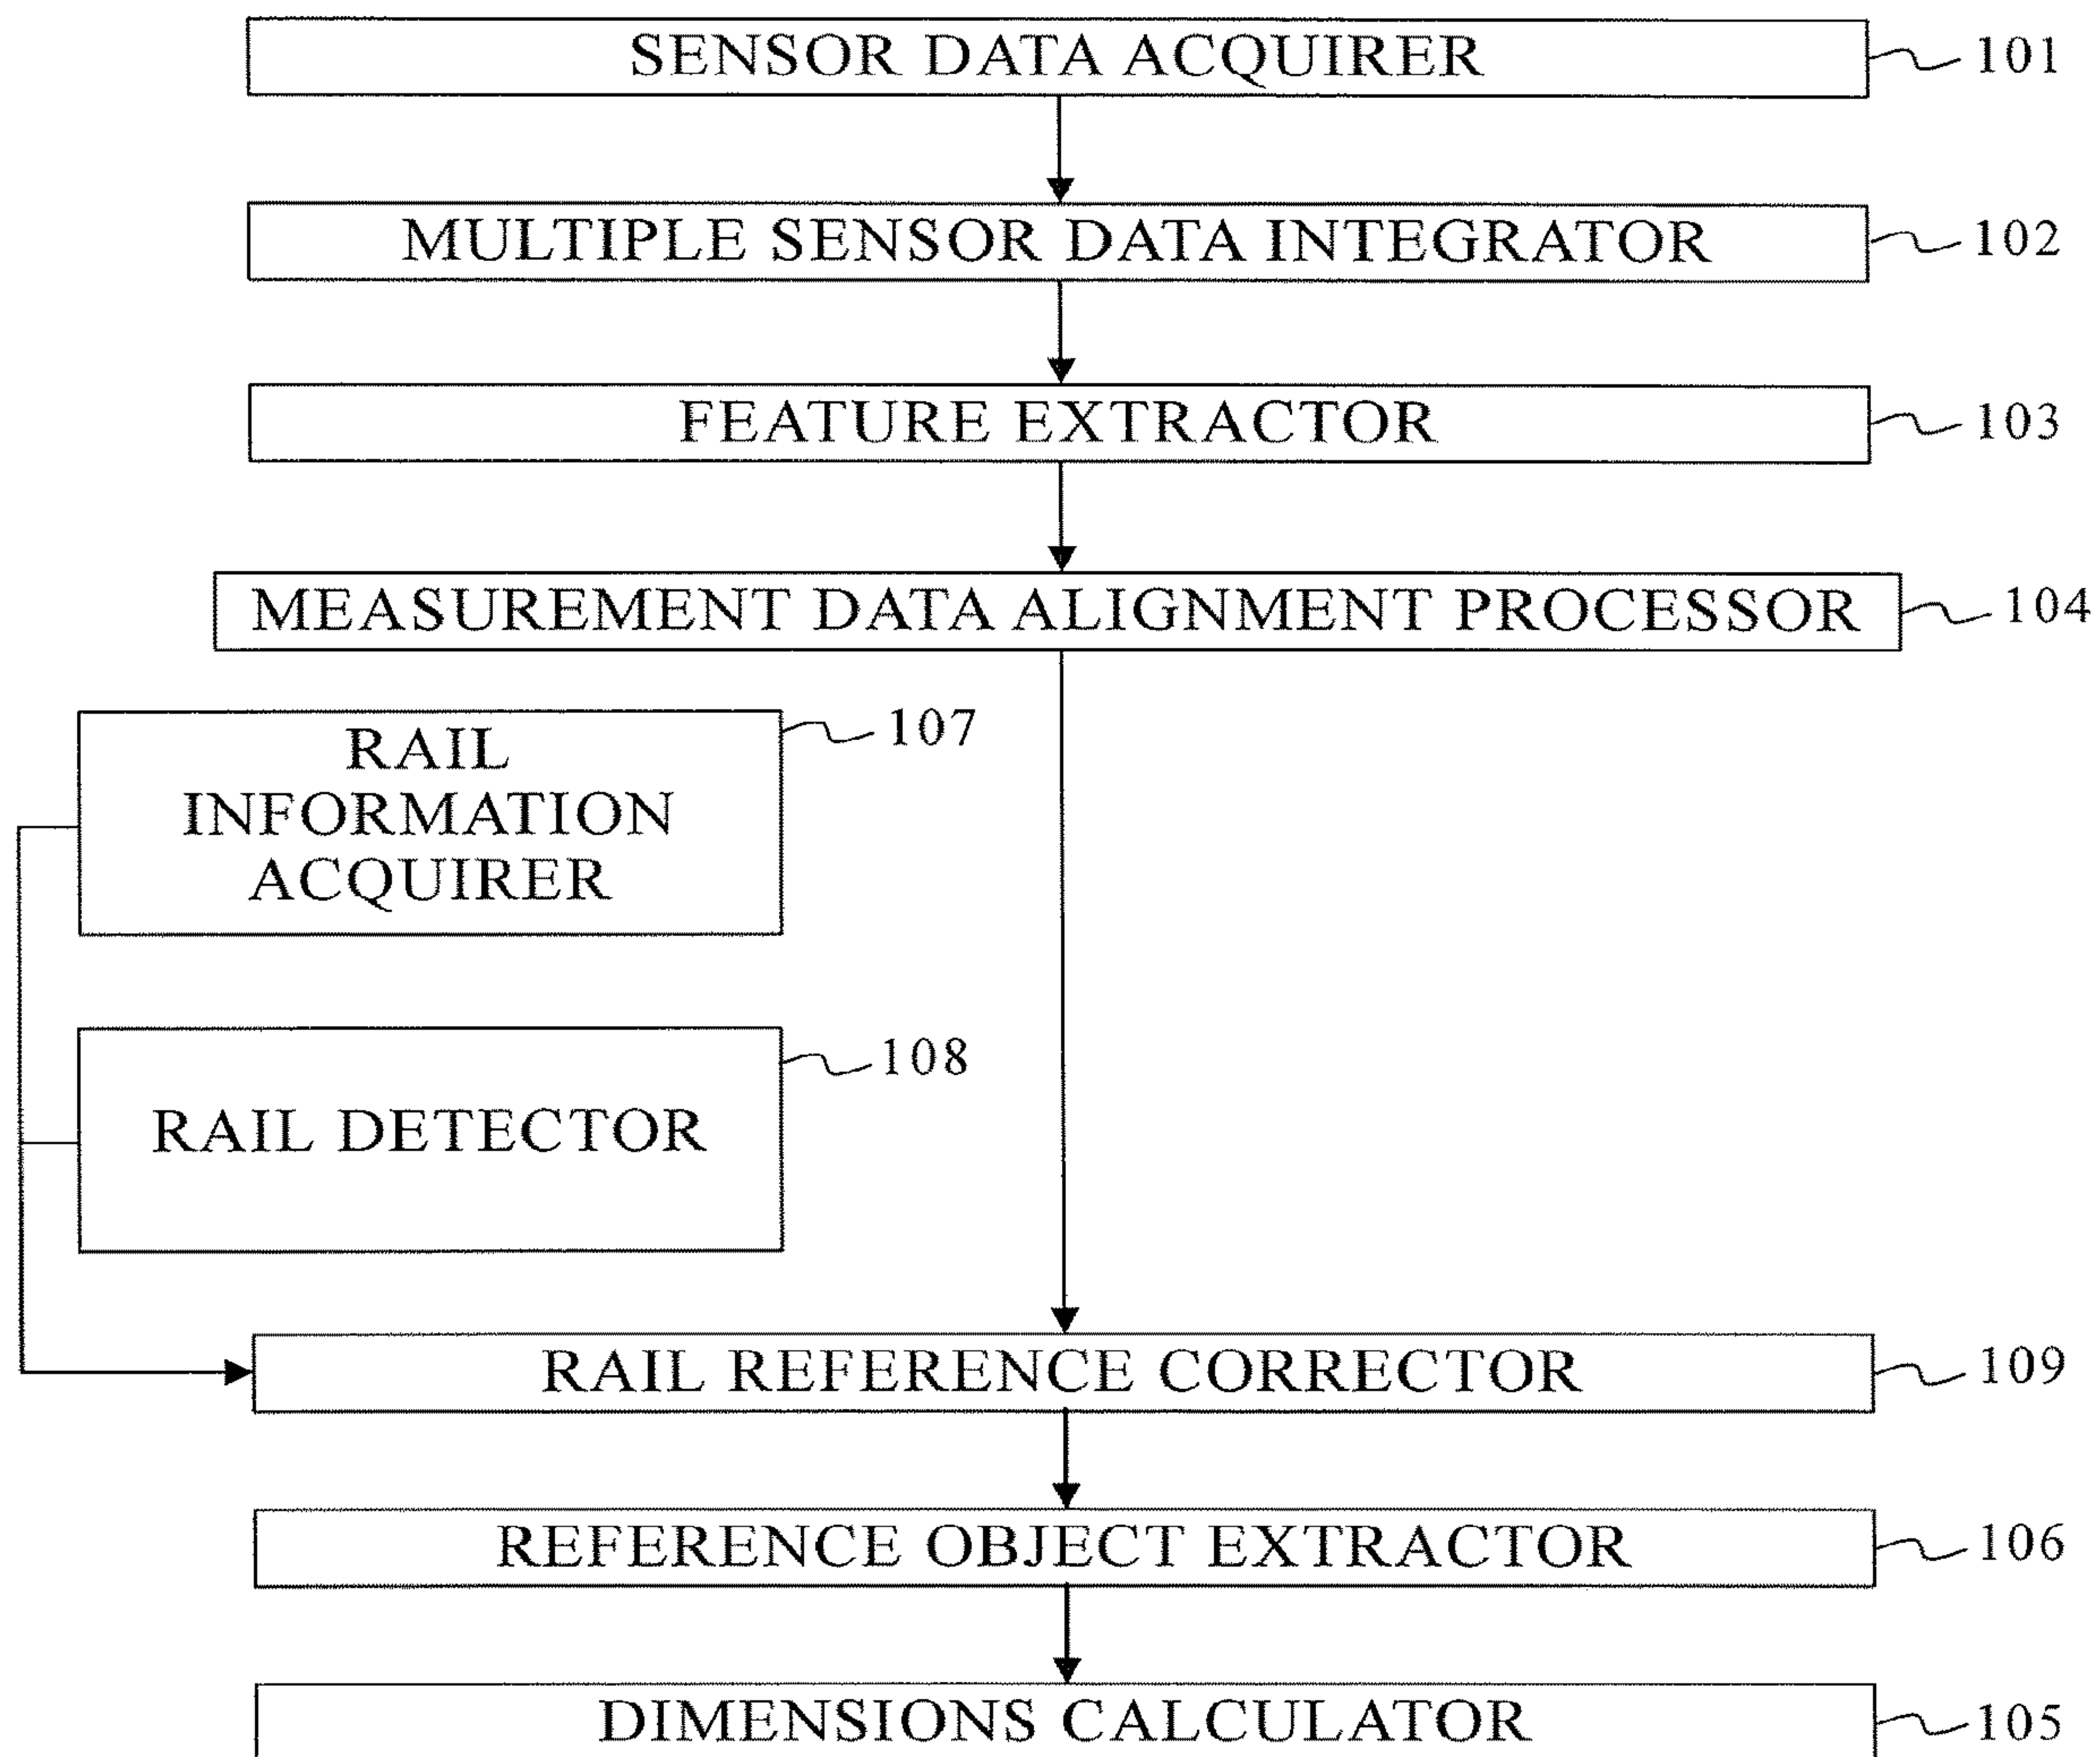 SENSOR DATA ACQUIRER 101
MULTIPLE SENSOR DATA INTEGRATOR 102
FEATURE EXTRACTOR 103
MEASUREMENT DATA ALIGNMENT PROCESSOR 104
RAIL
INFORMATION
ACQUIRER
107
RAIL DETECTOR
108
RAIL REFERENCE CORRECTOR 109
REFERENCE OBJECT EXTRACTOR 106
DIMENSIONS CALCULATOR 105